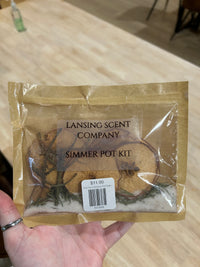 LANSING SCENT
COMPANY
SIMMER POT KIT
$11.00